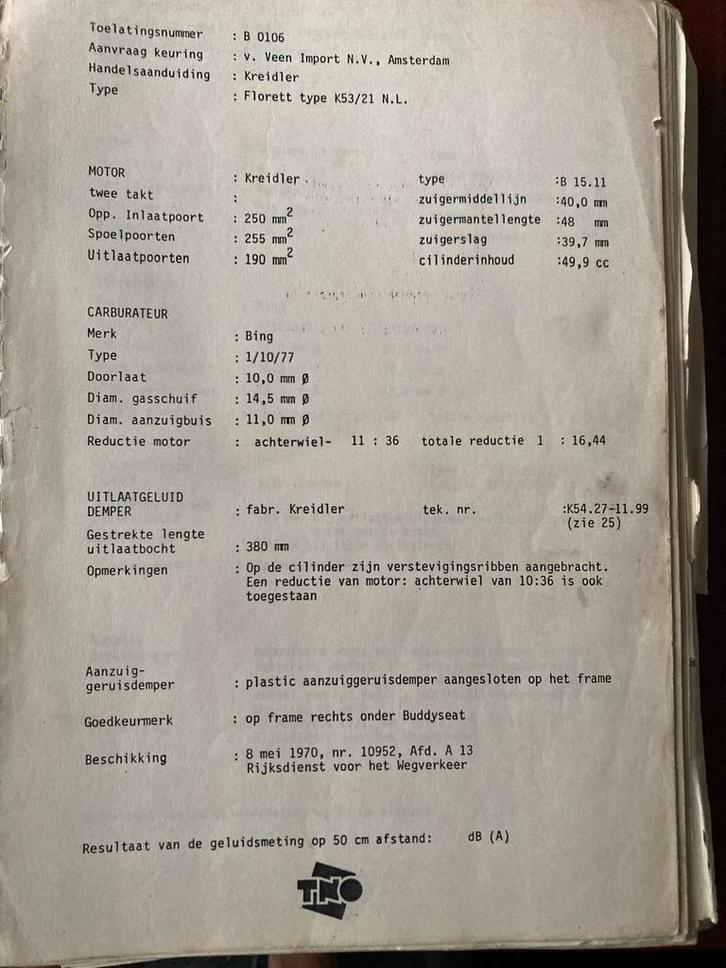 Toelatingsnummer : B 0106
Aanvraag keuring : v. Veen Import N.V., Amsterdam
Handelsaanduiding : Kreidler
Type : Florett type K53/21 N.L.
MOTOR : Kreidler type :B 15.11
twee takt : zuigermiddellijn :40,0 mm
Opp. Inlaatpoort : 250 mm² zuigermantellengte :48 mm
Spoelpoorten : 255 mm² zuigerslag :39,7 mm
Uitlaatpoorten : 190 mm² cilinderinhoud :49,9 cc
CARBURATEUR
Merk : Bing
Type : 1/10/77
Doorlaat : 10,0 mm Ø
Diam. gasschuif : 14,5 mm Ø
Diam. aanzuigbuis : 11,0 mm Ø
Reductie motor : achterwiel- 11 : 36 totale reductie 1 : 16,44
UITLAATGELUID
DEMPER : fabr. Kreidler tek. nr. :K54.27-11.99
(zie 25)
Gestrekte lengte
uitlaatbocht : 380 mm
Opmerkingen : Op de cilinder zijn verstevigingsribben aangebracht.
Een reductie van motor: achterwiel van 10:36 is ook
toegestaan
Aanzuig-
geruisdemper : plastic aanzuiggeruisdemper aangesloten op het frame
Goedkeurmerk : op frame rechts onder Buddyseat
Beschikking : 8 mei 1970, nr. 10952, Afd. A 13
Rijksdienst voor het Wegverkeer
Resultaat van de geluidsmeting op 50 cm afstand: dB (A)
TNO